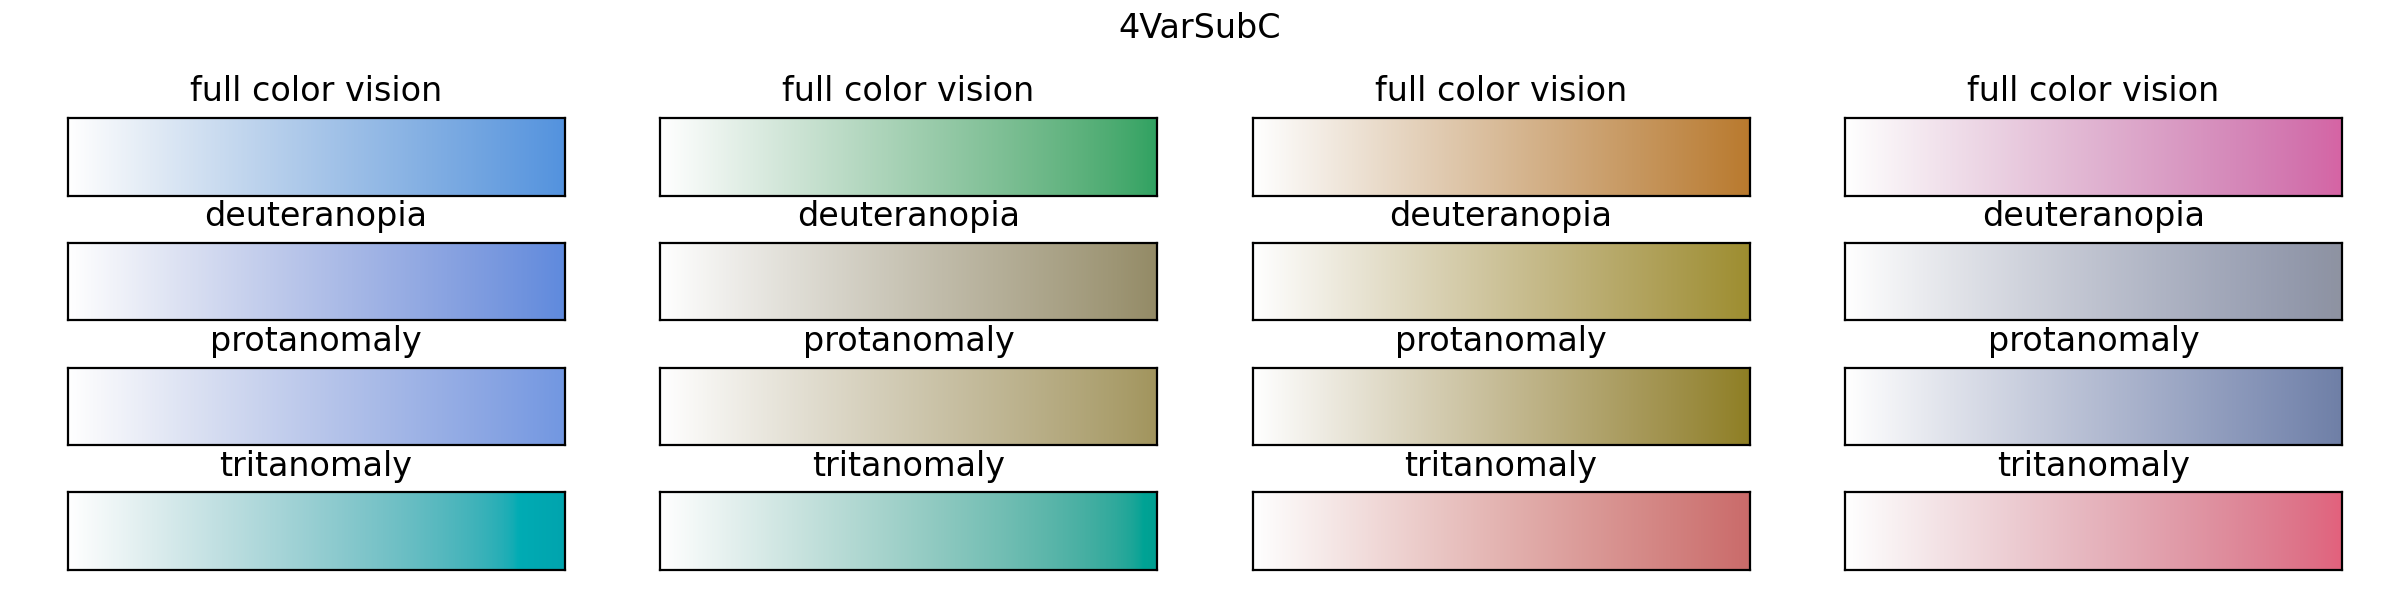 4VarSubC
full color vision full color vision full color vision full color vision
deuteranopia deuteranopia deuteranopia deuteranopia
protanomaly protanomaly protanomaly protanomaly
tritanomaly tritanomaly tritanomaly tritanomaly